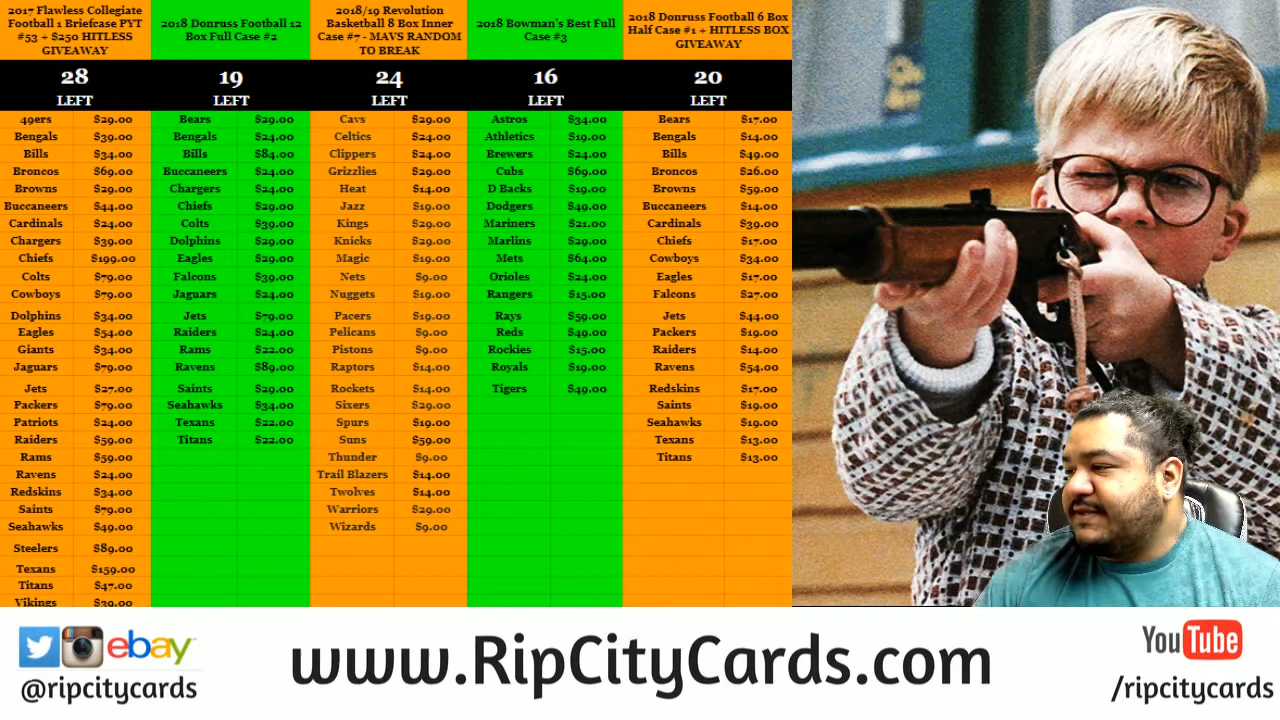 2017 Flawless Collegiate
Football 1 Briefcase PYT
#53 + $250 HITLESS
GIVEAWAY
28
LEFT
49ers $29.00
Bengals $39.00
Bills $34.00
Broncos $69.00
Browns $29.00
Buccaneers $44.00
Cardinals $24.00
Chargers $39.00
Chiefs $199.00
Colts $79.00
Cowboys $79.00
Dolphins $34.00
Eagles $54.00
Giants $34.00
Jaguars $79.00
Jets $27.00
Packers $79.00
Patriots $24.00
Raiders $59.00
Rams $59.00
Ravens $24.00
Redskins $34.00
Saints $79.00
Seahawks $49.00
Steelers $89.00
Texans $159.00
Titans $47.00
Vikings $39.00
2018 Donruss Football 12
Box Full Case #2
19
LEFT
Bears $29.00
Bengals $24.00
Bills $84.00
Buccaneers $24.00
Chargers $24.00
Chiefs $29.00
Colts $39.00
Dolphins $29.00
Eagles $29.00
Falcons $39.00
Jaguars $24.00
Jets $79.00
Raiders $24.00
Rams $22.00
Ravens $89.00
Saints $29.00
Seahawks $34.00
Texans $22.00
Titans $22.00
2018/19 Revolution
Basketball 8 Box Inner
Case #7 - MAVS RANDOM
TO BREAK
24
LEFT
Cavs $29.00
Celtics $24.00
Clippers $24.00
Grizzlies $29.00
Heat $14.00
Jazz $19.00
Kings $29.00
Knicks $29.00
Magic $19.00
Nets $9.00
Nuggets $19.00
Pacers $19.00
Pelicans $9.00
Pistons $9.00
Raptors $14.00
Rockets $14.00
Sixers $29.00
Spurs $19.00
Suns $59.00
Thunder $9.00
Trail Blazers $14.00
Twolves $14.00
Warriors $29.00
Wizards $9.00
2018 Bowman's Best Full
Case #3
16
LEFT
Astros $34.00
Athletics $19.00
Brewers $24.00
Cubs $69.00
D Backs $19.00
Dodgers $49.00
Mariners $21.00
Marlins $29.00
Mets $64.00
Orioles $24.00
Rangers $15.00
Rays $59.00
Reds $49.00
Rockies $15.00
Royals $19.00
Tigers $49.00
2018 Donruss Football 6 Box
Half Case #1 + HITLESS BOX
GIVEAWAY
20
LEFT
Bears $17.00
Bengals $14.00
Bills $49.00
Broncos $26.00
Browns $59.00
Buccaneers $14.00
Cardinals $39.00
Chiefs $17.00
Cowboys $34.00
Eagles $17.00
Falcons $27.00
Jets $44.00
Packers $19.00
Raiders $14.00
Ravens $54.00
Redskins $17.00
Saints $19.00
Seahawks $19.00
Texans $13.00
Titans $13.00
ebay
@ripcitycards
www.RipCityCards.com
YouTube
/ripcitycards